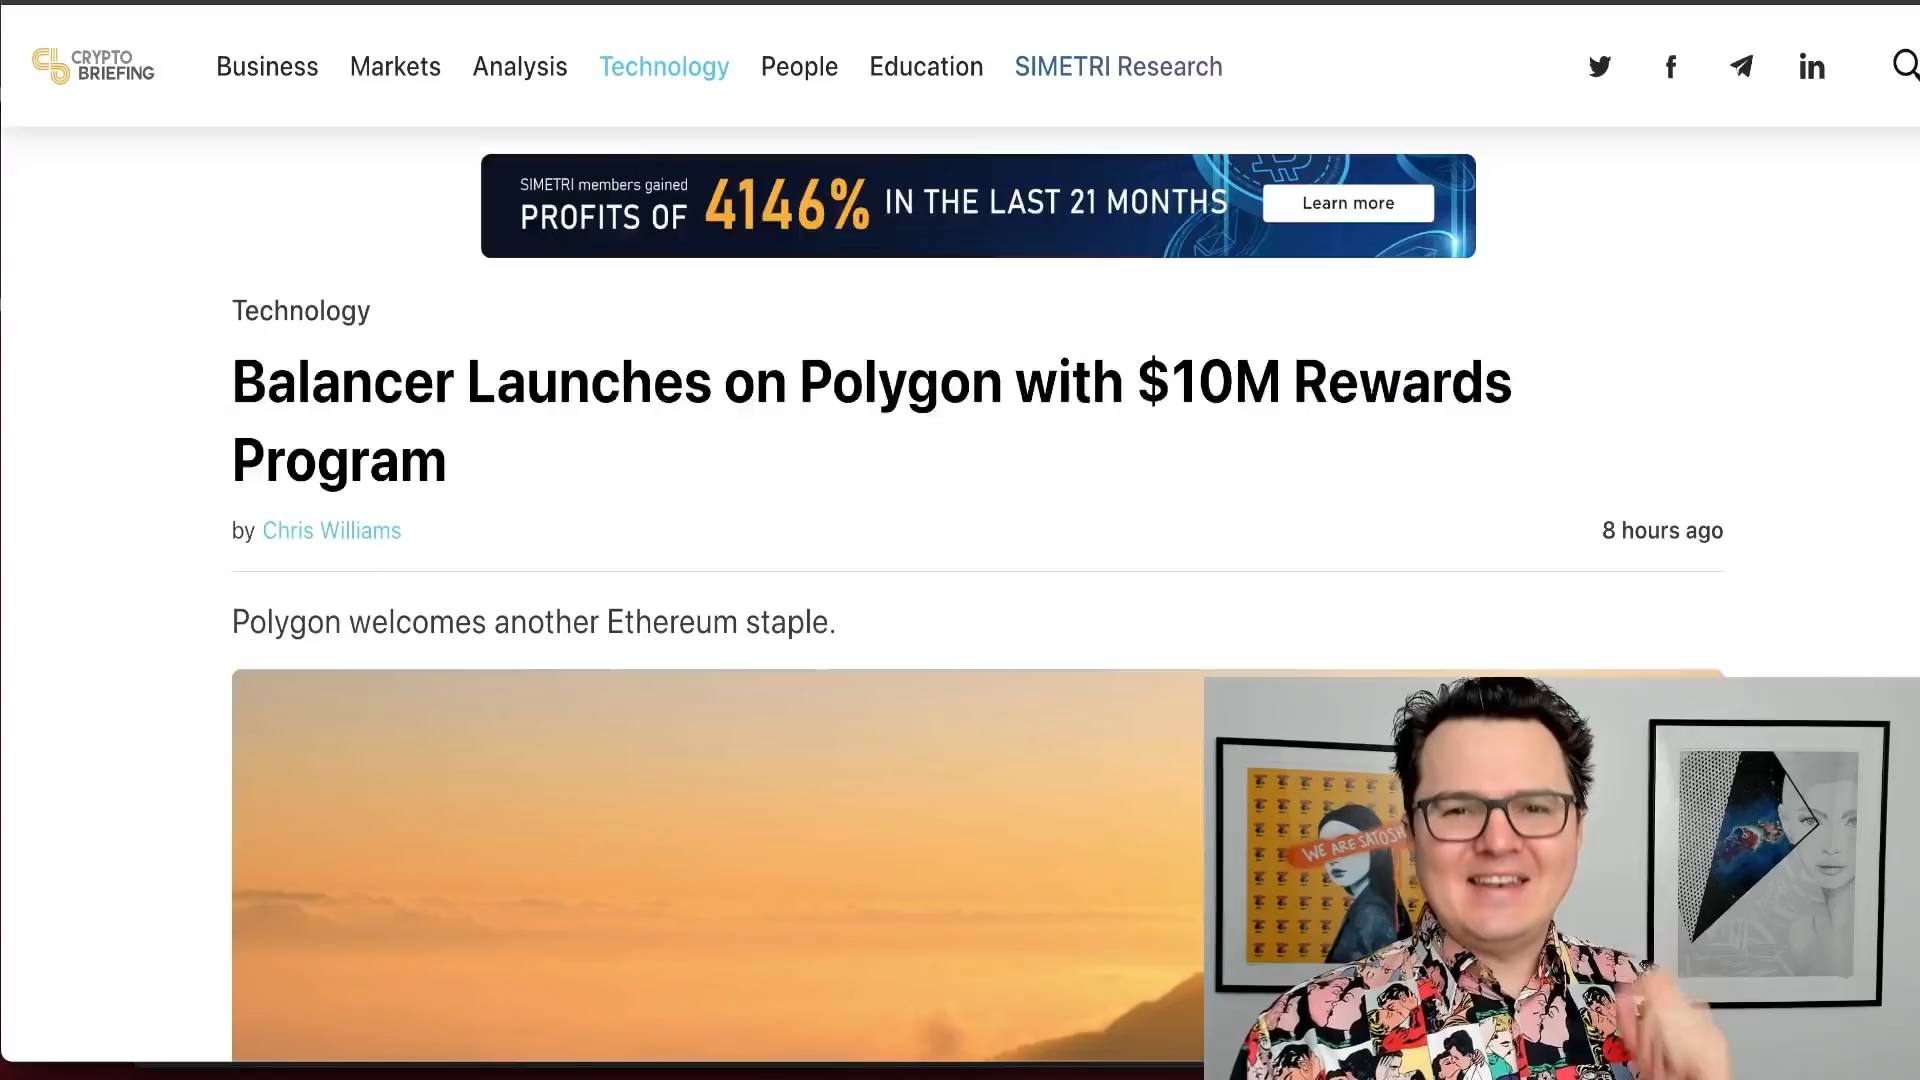 CRYPTO
BRIEFING
Business Markets Analysis Technology People Education SIMETRI Research
SIMETRI members gained
PROFITS OF 4146% IN THE LAST 21 MONTHS
Learn more
Technology
Balancer Launches on Polygon with $10M Rewards
Program
by Chris Williams
8 hours ago
Polygon welcomes another Ethereum staple.
WE ARE SATOSH